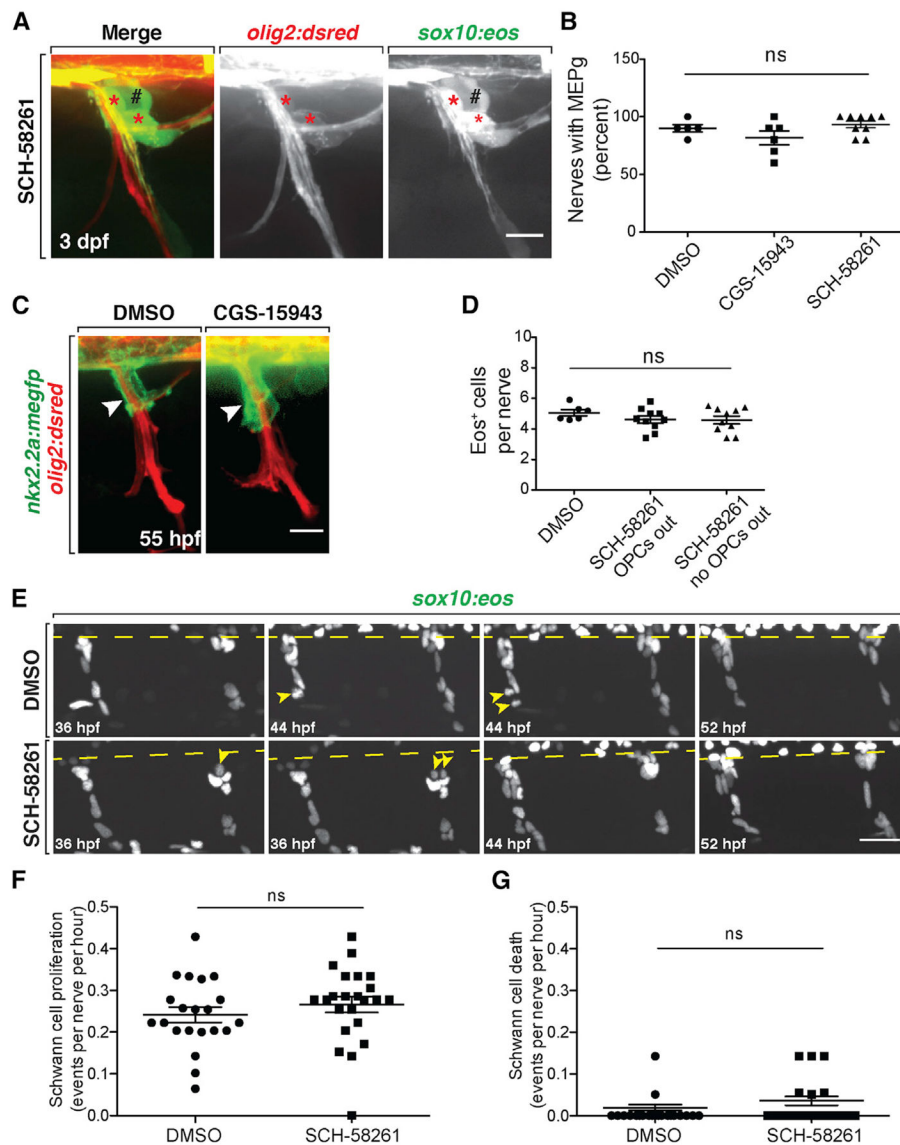 A
Merge
olig2:dsred
sox10:eos
SCH-58261
* * #
* *
* * #
3 dpf
B
ns
Nerves with MEPg
(percent)
150
100
50
0
DMSO
CGS-15943
SCH-58261
C
DMSO
CGS-15943
nkx2.2a:megfp
olig2:dsred
55 hpf
D
ns
Eos⁺ cells
per nerve
10
8
6
4
2
0
DMSO
SCH-58261
OPCs out
SCH-58261
no OPCs out
E
sox10:eos
DMSO
36 hpf
44 hpf
44 hpf
52 hpf
SCH-58261
36 hpf
36 hpf
44 hpf
52 hpf
F
ns
Schwann cell proliferation
(events per nerve per hour)
0.5
0.4
0.3
0.2
0.1
0.0
DMSO
SCH-58261
G
ns
Schwann cell death
(events per nerve per hour)
0.5
0.4
0.3
0.2
0.1
0.0
DMSO
SCH-58261